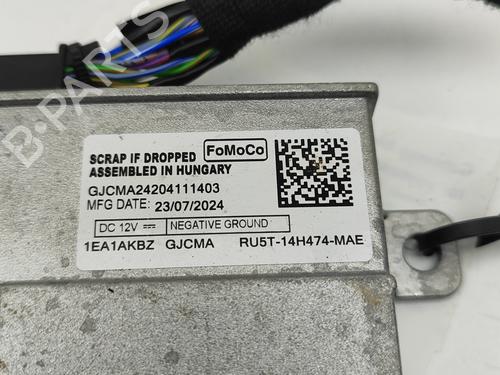 B-PARTS
SCRAP IF DROPPED
ASSEMBLED IN HUNGARY
FoMoCo
GJCMA24204111403
MFG DATE: 23/07/2024
DC 12V NEGATIVE GROUND
1EA1AKBZ GJCMA RU5T-14H474-MAE